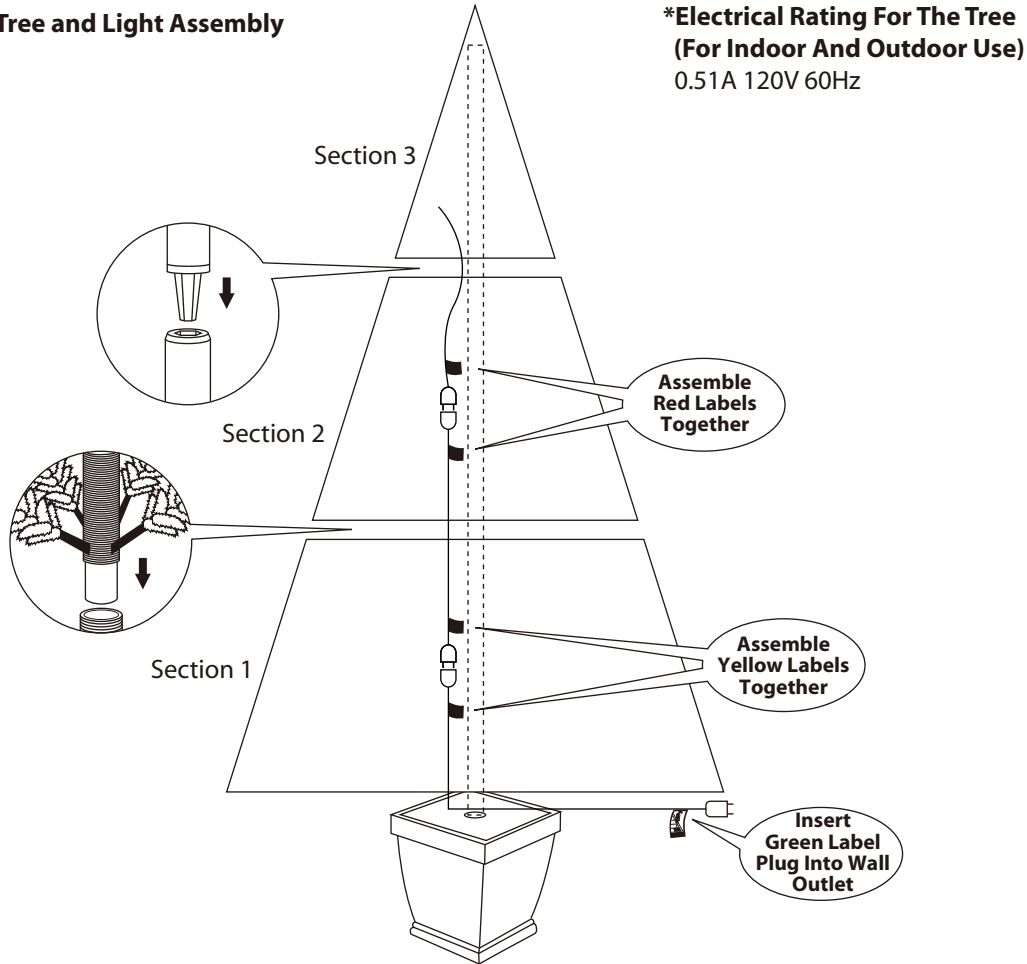 Tree and Light Assembly
*Electrical Rating For The Tree
(For Indoor And Outdoor Use)
0.51A 120V 60Hz
Section 3
Assemble
Red Labels
Together
Section 2
Assemble
Yellow Labels
Together
Section 1
Insert
Green Label
Plug Into Wall
Outlet